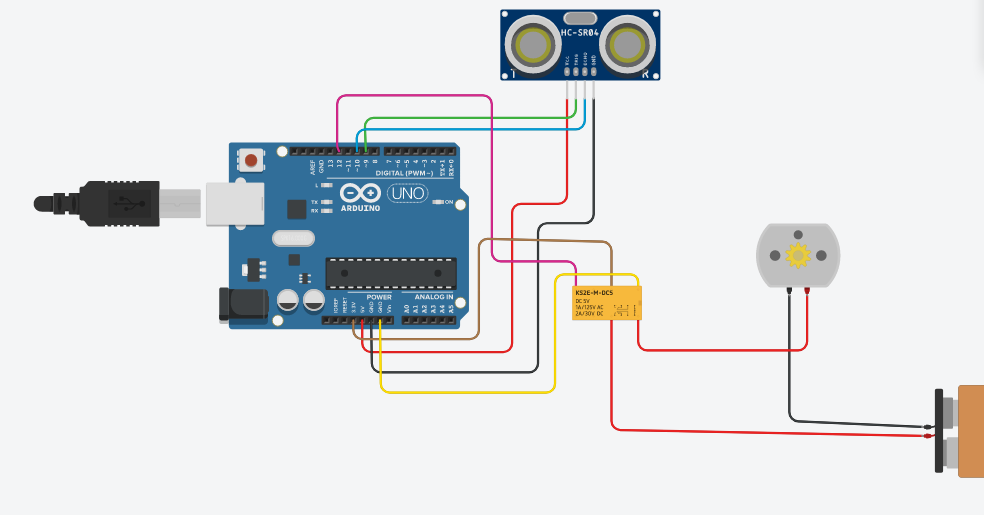 HC-SR04
VCC
TRIG
ECHO
GND
T
R
AREF
GND
13
12
~11
~10
~9
8
7
~6
~5
4
~3
2
TX→1
RX←0
DIGITAL (PWM~)
L
TX
RX
ARDUINO
UNO
ON
IOREF
RESET
3.3V
5V
GND
GND
Vin
POWER
ANALOG IN
A0
A1
A2
A3
A4
A5
KS2E-M-DC5
DC 5V
1A/125V AC
2A/30V DC